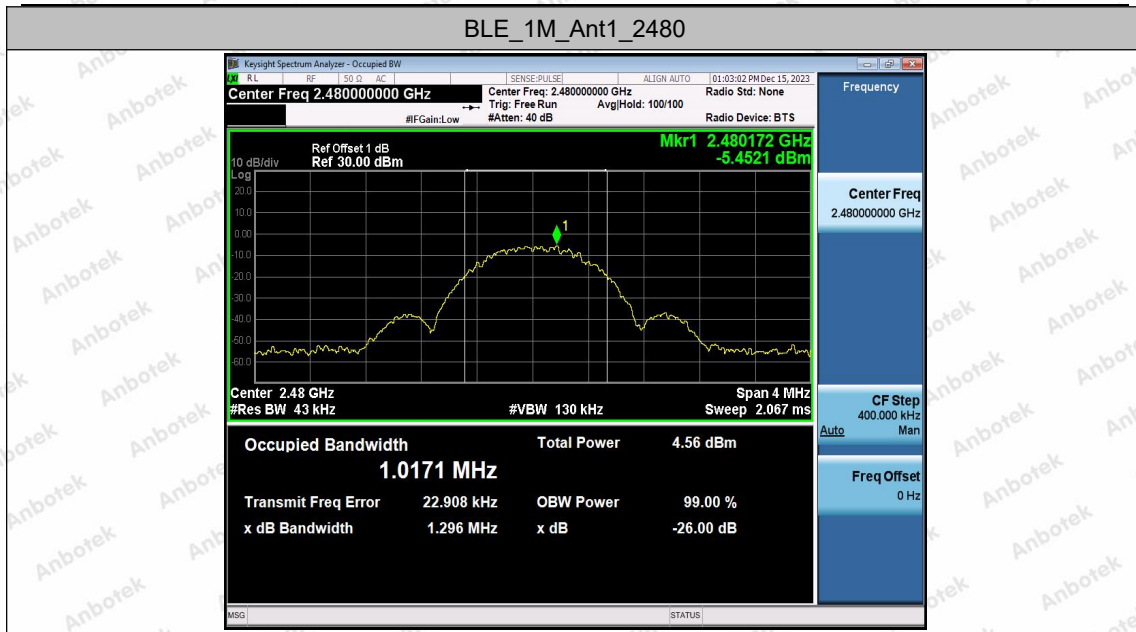 BLE_1M_Ant1_2480
Keysight Spectrum Analyzer - Occupied BW
LXI RL RF 50 Ω AC SENSE:PULSE ALIGN AUTO 01:03:02 PM Dec 15, 2023
Center Freq 2.480000000 GHz
Center Freq: 2.480000000 GHz
Radio Std: None
Trig: Free Run Avg|Hold: 100/100
#IFGain:Low #Atten: 40 dB Radio Device: BTS
Frequency
Mkr1 2.480172 GHz
-5.4521 dBm
Ref Offset 1 dB
10 dB/div Ref 30.00 dBm
Log
20.0
10.0
0.00
-10.0
-20.0
-30.0
-40.0
-50.0
-60.0
1
Center 2.48 GHz Span 4 MHz
#Res BW 43 kHz #VBW 130 kHz Sweep 2.067 ms
Occupied Bandwidth Total Power 4.56 dBm
1.0171 MHz
Transmit Freq Error 22.908 kHz OBW Power 99.00 %
x dB Bandwidth 1.296 MHz x dB -26.00 dB
Center Freq
2.480000000 GHz
CF Step
400.000 kHz
Auto Man
Freq Offset
0 Hz
MSG STATUS
Anbotek